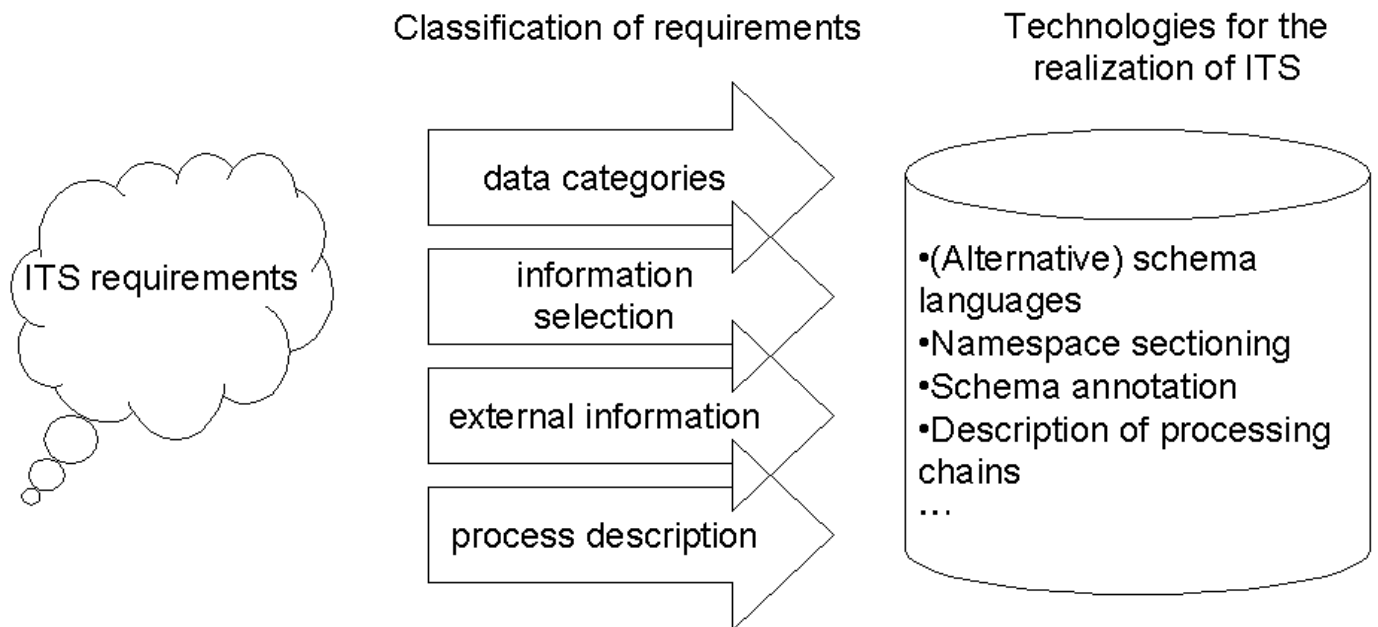 Classification of requirements
Technologies for the
realization of ITS
ITS requirements
data categories
information
selection
external information
process description
•(Alternative) schema
languages
•Namespace sectioning
•Schema annotation
•Description of processing
chains
…